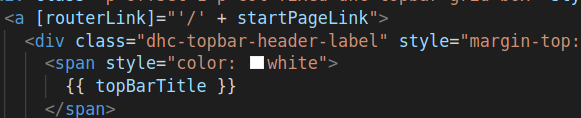 <a [routerLink]="'/' + startPageLink">
<div class="dhc-topbar-header-label" style="margin-top:
<span style="color: white">
{{ topBarTitle }}
</span>